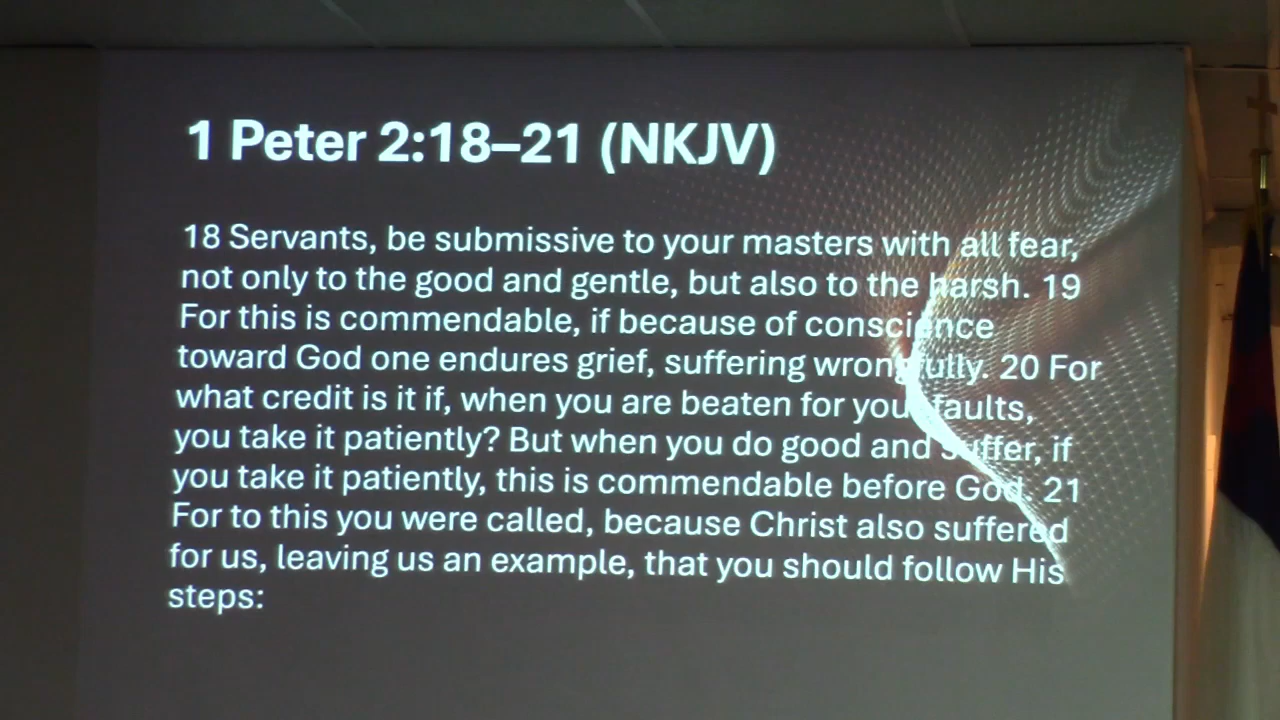 1 Peter 2:18–21 (NKJV)
18 Servants, be submissive to your masters with all fear,
not only to the good and gentle, but also to the harsh. 19
For this is commendable, if because of conscience
toward God one endures grief, suffering wrongfully. 20 For
what credit is it if, when you are beaten for your faults,
you take it patiently? But when you do good and suffer, if
you take it patiently, this is commendable before God. 21
For to this you were called, because Christ also suffered
for us, leaving us an example, that you should follow His
steps: